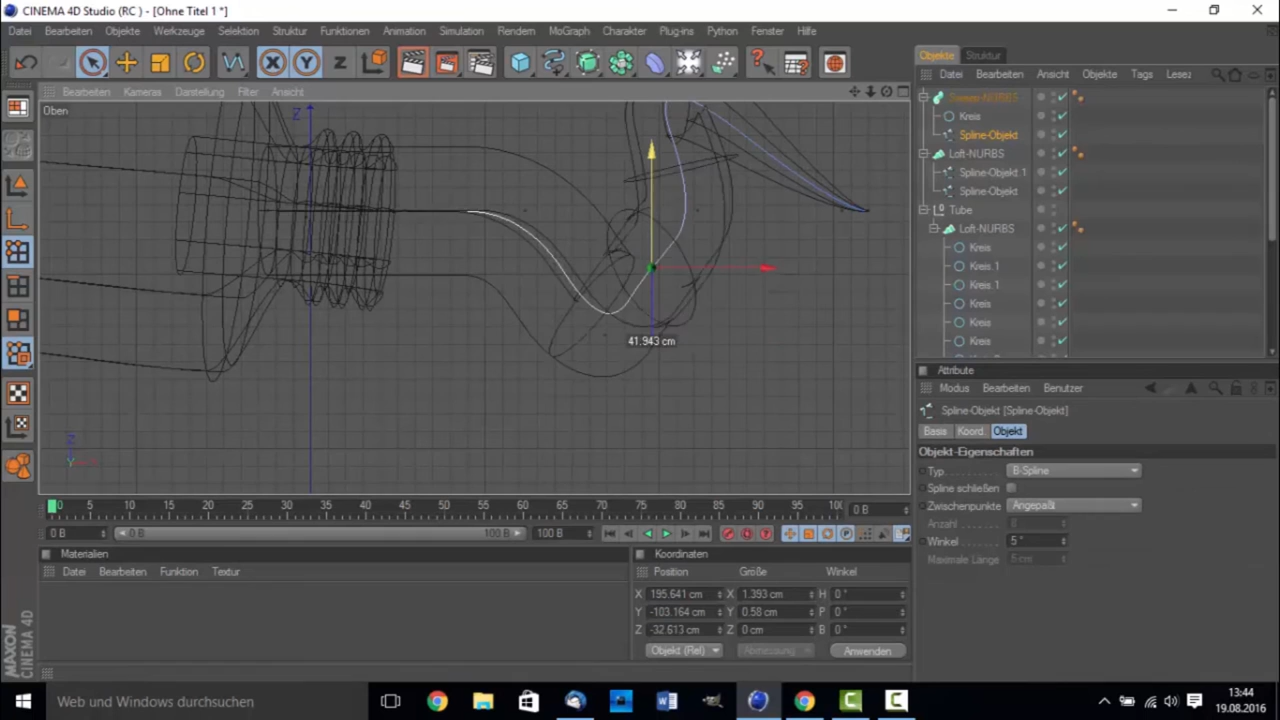 CINEMA 4D Studio (RC ) - [Ohne Titel 1 *]
Datei Bearbeiten Objekte Werkzeuge Selektion Struktur Funktionen Animation Simulation Rendern MoGraph Charakter Plug-ins Python Fenster Hilfe
X Y Z
Objekte Struktur
Datei Bearbeiten Ansicht Objekte Tags Lesez
Bearbeiten Kameras Darstellung Filter Ansicht
Oben
Z
41.943 cm
Z
Y
Kreis
Spline-Objekt
Loft-NURBS
Spline-Objekt.1
Spline-Objekt
Tube
Loft-NURBS
Kreis
Kreis.1
Kreis.1
Kreis
Kreis
Kreis
Attribute
Modus Bearbeiten Benutzer
Spline-Objekt [Spline-Objekt]
Basis Koord. Objekt
Objekt-Eigenschaften
Typ B-Spline
Spline schließen
Zwischenpunkte Angepaßt
Anzahl 8
Winkel 5 °
Maximale Länge 5 cm
0 5 10 15 20 25 30 35 40 45 50 55 60 65 70 75 80 85 90 95 100 0 B
0 B 0 B 100 B 100 B
Materialien
Datei Bearbeiten Funktion Textur
Koordinaten
Position Größe Winkel
X 195.641 cm X 1.393 cm H 0 °
Y -103.164 cm Y 0.58 cm P 0 °
Z -32.613 cm Z 0 cm B 0 °
Objekt (Rel) Abmessung Anwenden
MAXON
CINEMA 4D
Web und Windows durchsuchen
13:44
19.08.2016